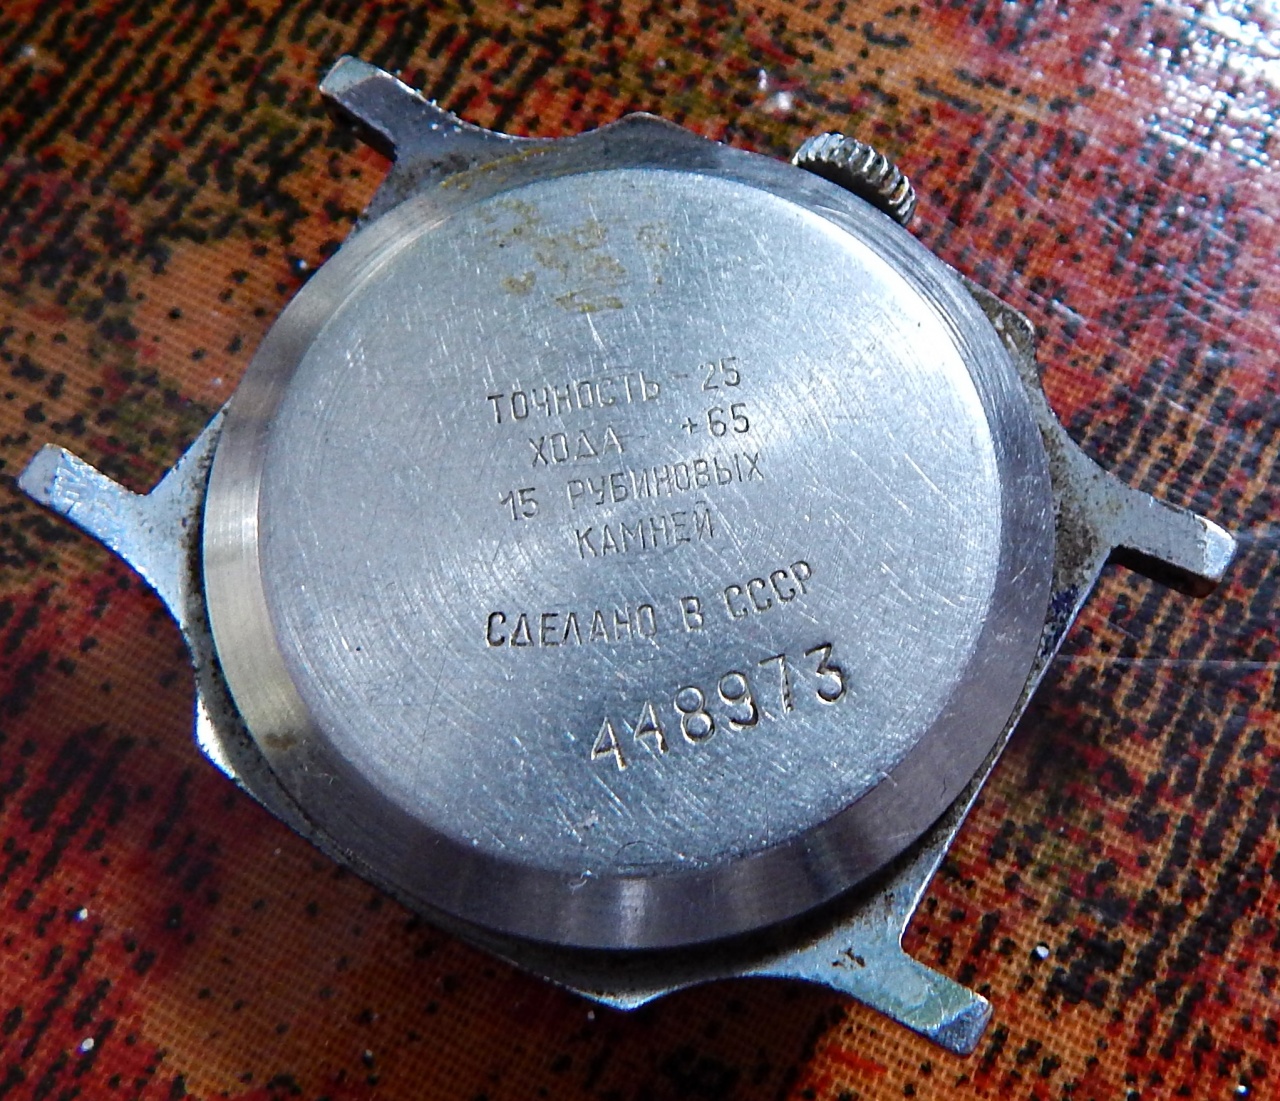 ТОЧНОСТЬ -25
ХОДА +65
15 РУБИНОВЫХ
КАМНЕЙ
СДЕЛАНО В СССР
448973